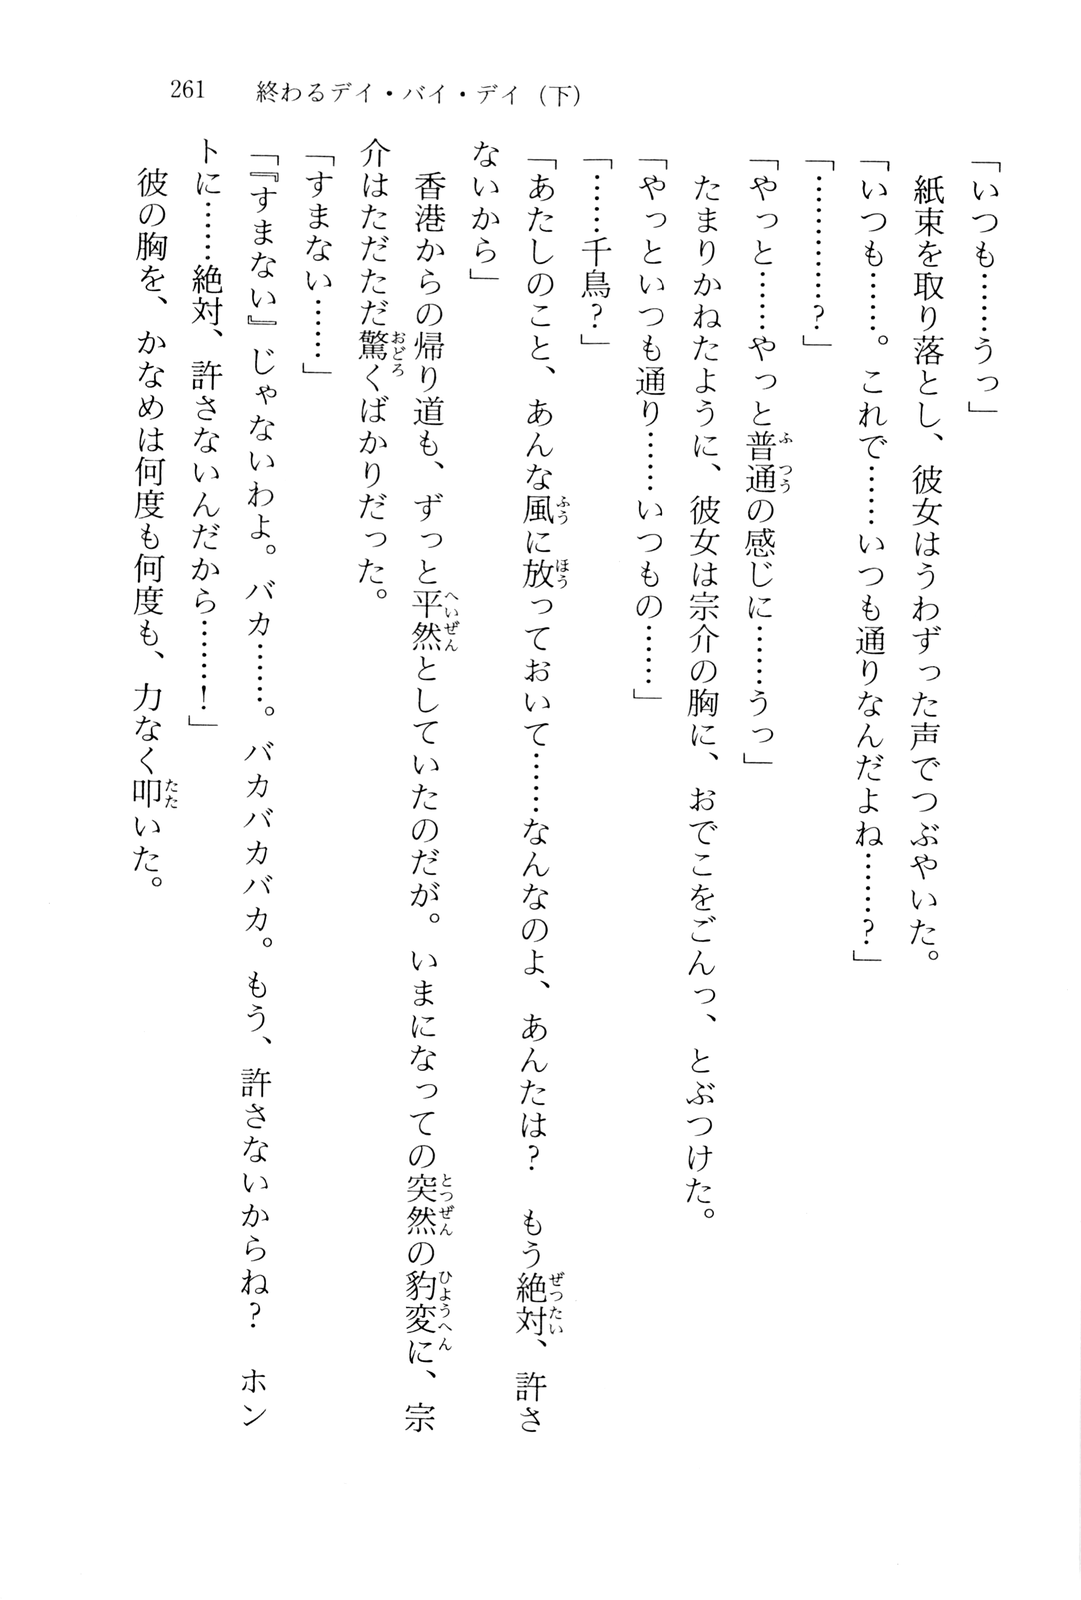 261　終わるデイ・バイ・デイ（下）
「いつも……うっ」
　紙束を取り落とし、彼女はうわずった声でつぶやいた。
「いつも……。これで……いつも通りなんだよね……？」
「…………？」
「やっと……やっと普通の感じに……うっ」
　たまりかねたように、彼女は宗介の胸に、おでこをごんっ、とぶつけた。
「やっといつも通り……いつもの……」
「……千鳥？」
「あたしのこと、あんな風に放っておいて……なんなのよ、あんたは？　もう絶対、許さ
ないから」
　香港からの帰り道も、ずっと平然としていたのだが。いまになっての突然の豹変に、宗
介はただただ驚くばかりだった。
「すまない……」
「『すまない』じゃないわよ。バカ……。バカバカバカ。もう、許さないからね？　ホン
トに……絶対、許さないんだから……！」
　彼の胸を、かなめは何度も何度も、力なく叩いた。